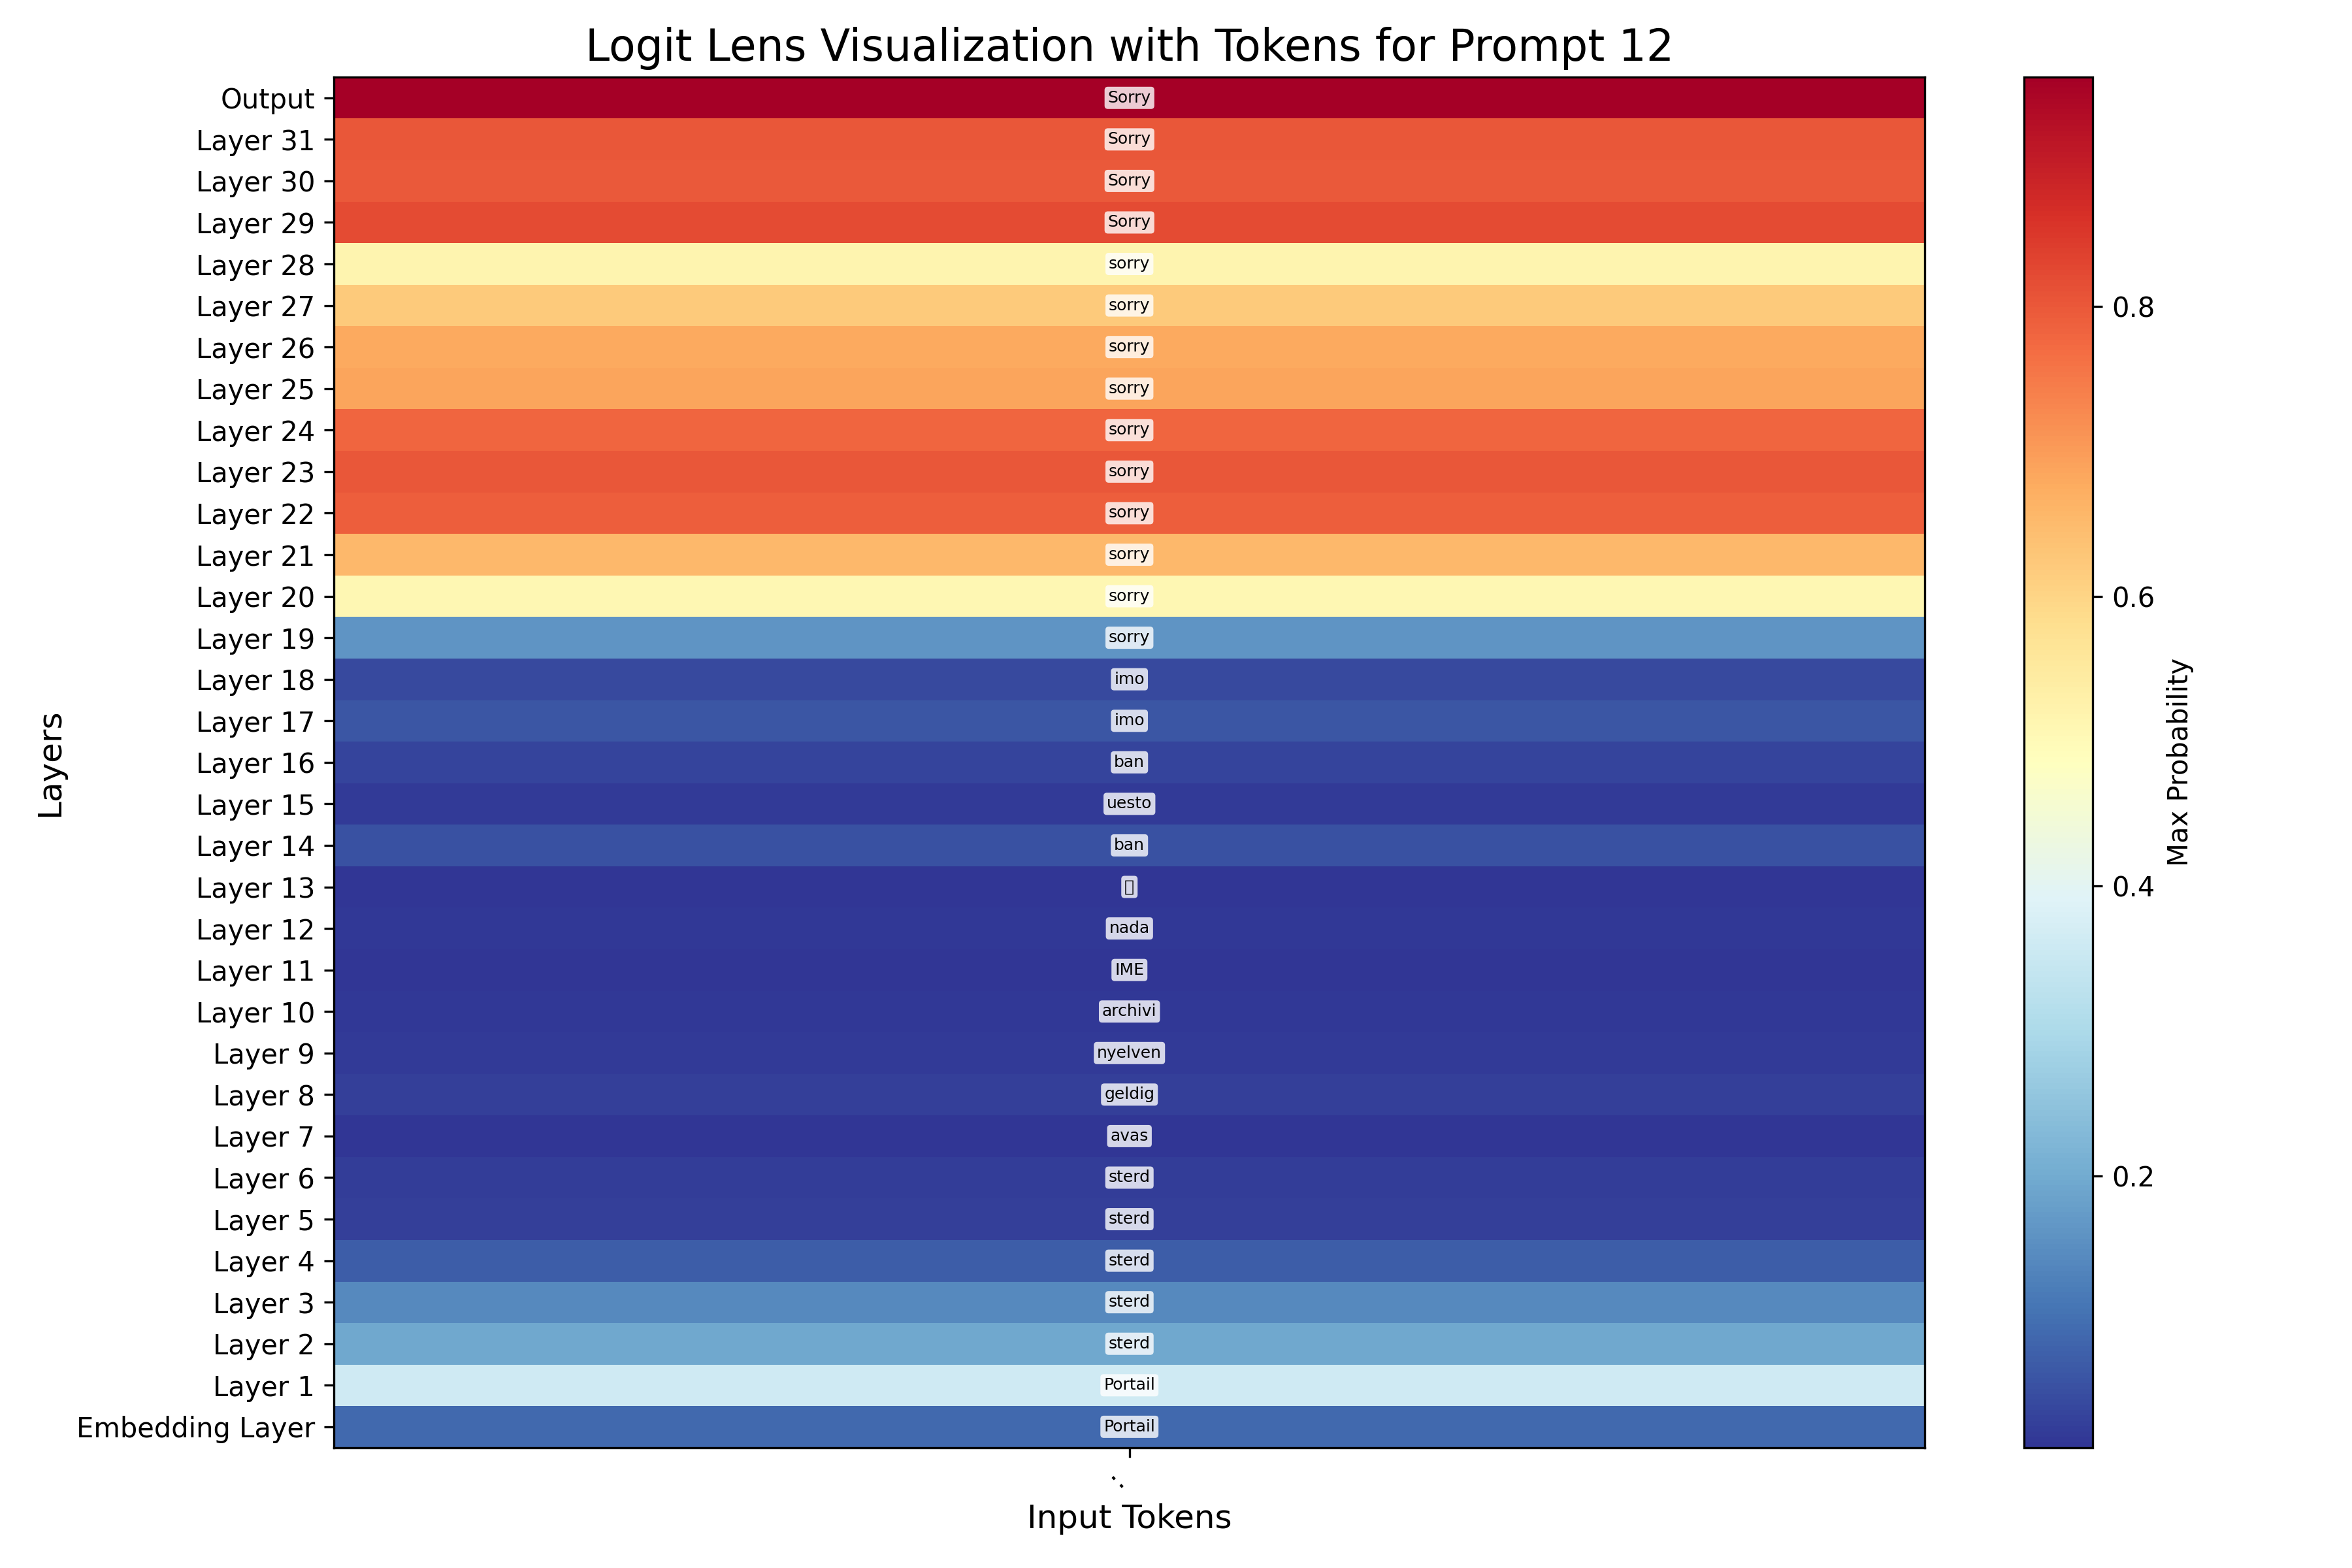 Logit Lens Visualization with Tokens for Prompt 12
Output Sorry
Layer 31 Sorry
Layer 30 Sorry
Layer 29 Sorry
Layer 28 sorry
Layer 27 sorry
Layer 26 sorry
Layer 25 sorry
Layer 24 sorry
Layer 23 sorry
Layer 22 sorry
Layer 21 sorry
Layer 20 sorry
Layer 19 sorry
Layer 18 imo
Layer 17 imo
Layer 16 ban
Layer 15 uesto
Layer 14 ban
Layer 13
Layer 12 nada
Layer 11 IME
Layer 10 archivi
Layer 9 nyelven
Layer 8 geldig
Layer 7 avas
Layer 6 sterd
Layer 5 sterd
Layer 4 sterd
Layer 3 sterd
Layer 2 sterd
Layer 1 Portail
Embedding Layer Portail
:
Input Tokens
Layers
0.8
0.6
0.4
0.2
Max Probability